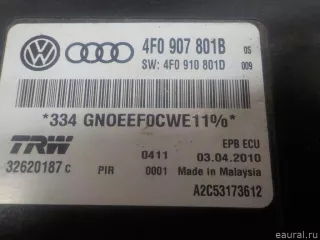 4F0 907 801B 05
SW: 4F0 910 801D 009
*334 GN0EEF0CWE11%*
TRW 0411 EPB ECU
03.04.2010
32620187 C PIR 0001 Made in Malaysia
A2C53173612
eaural.ru